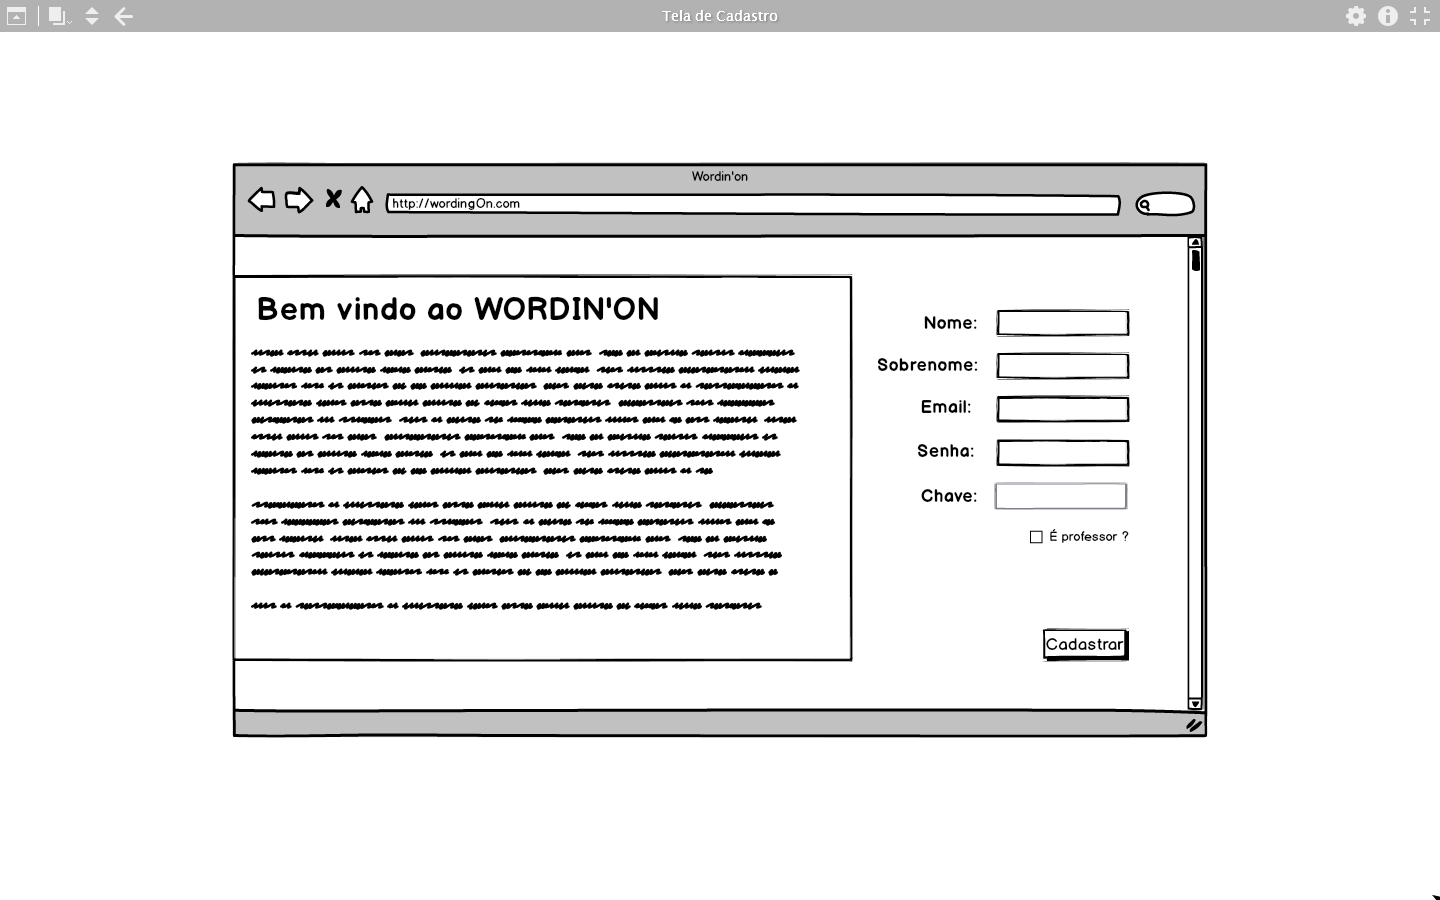 Tela de Cadastro
Wordin'on
http://wordingOn.com
Bem vindo ao WORDIN'ON
Nome:
Sobrenome:
Email:
Senha:
Chave:
É professor ?
Cadastrar